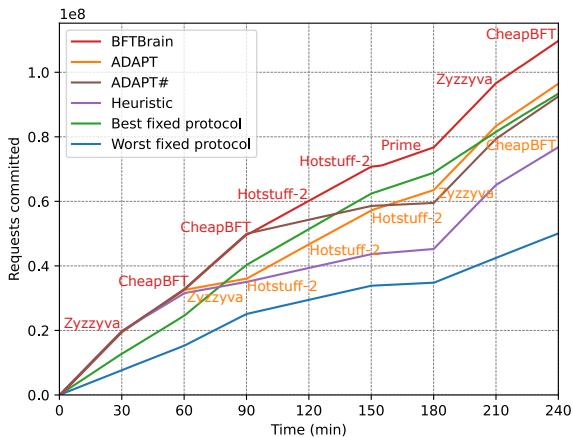 1e8
BFTBrain
ADAPT
ADAPT#
Heuristic
Best fixed protocol
Worst fixed protocol
CheapBFT
Zyzzyva
Prime
CheapBFT
Hotstuff-2
Hotstuff-2
Zyzzyva
CheapBFT
Hotstuff-2
Hotstuff-2
CheapBFT
Zyzzyva
Hotstuff-2
Zyzzyva
1.0
0.8
0.6
0.4
0.2
0.0
Requests committed
0 30 60 90 120 150 180 210 240
Time (min)